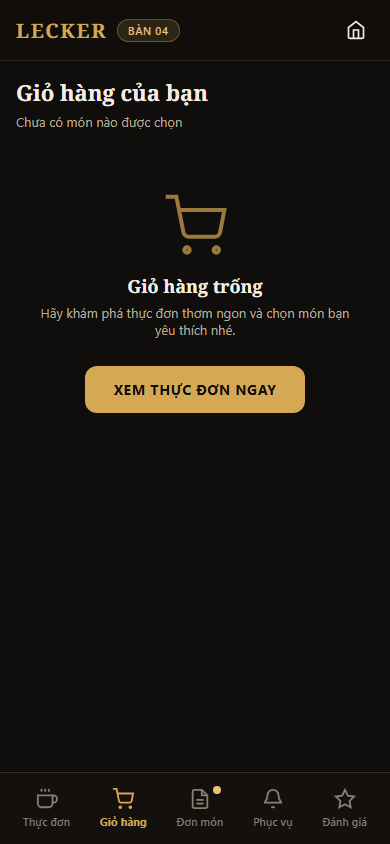 LECKER
BÀN 04
Giỏ hàng của bạn
Chưa có món nào được chọn
Giỏ hàng trống
Hãy khám phá thực đơn thơm ngon và chọn món bạn
yêu thích nhé.
XEM THỰC ĐƠN NGAY
Thực đơn
Giỏ hàng
Đơn món
Phục vụ
Đánh giá